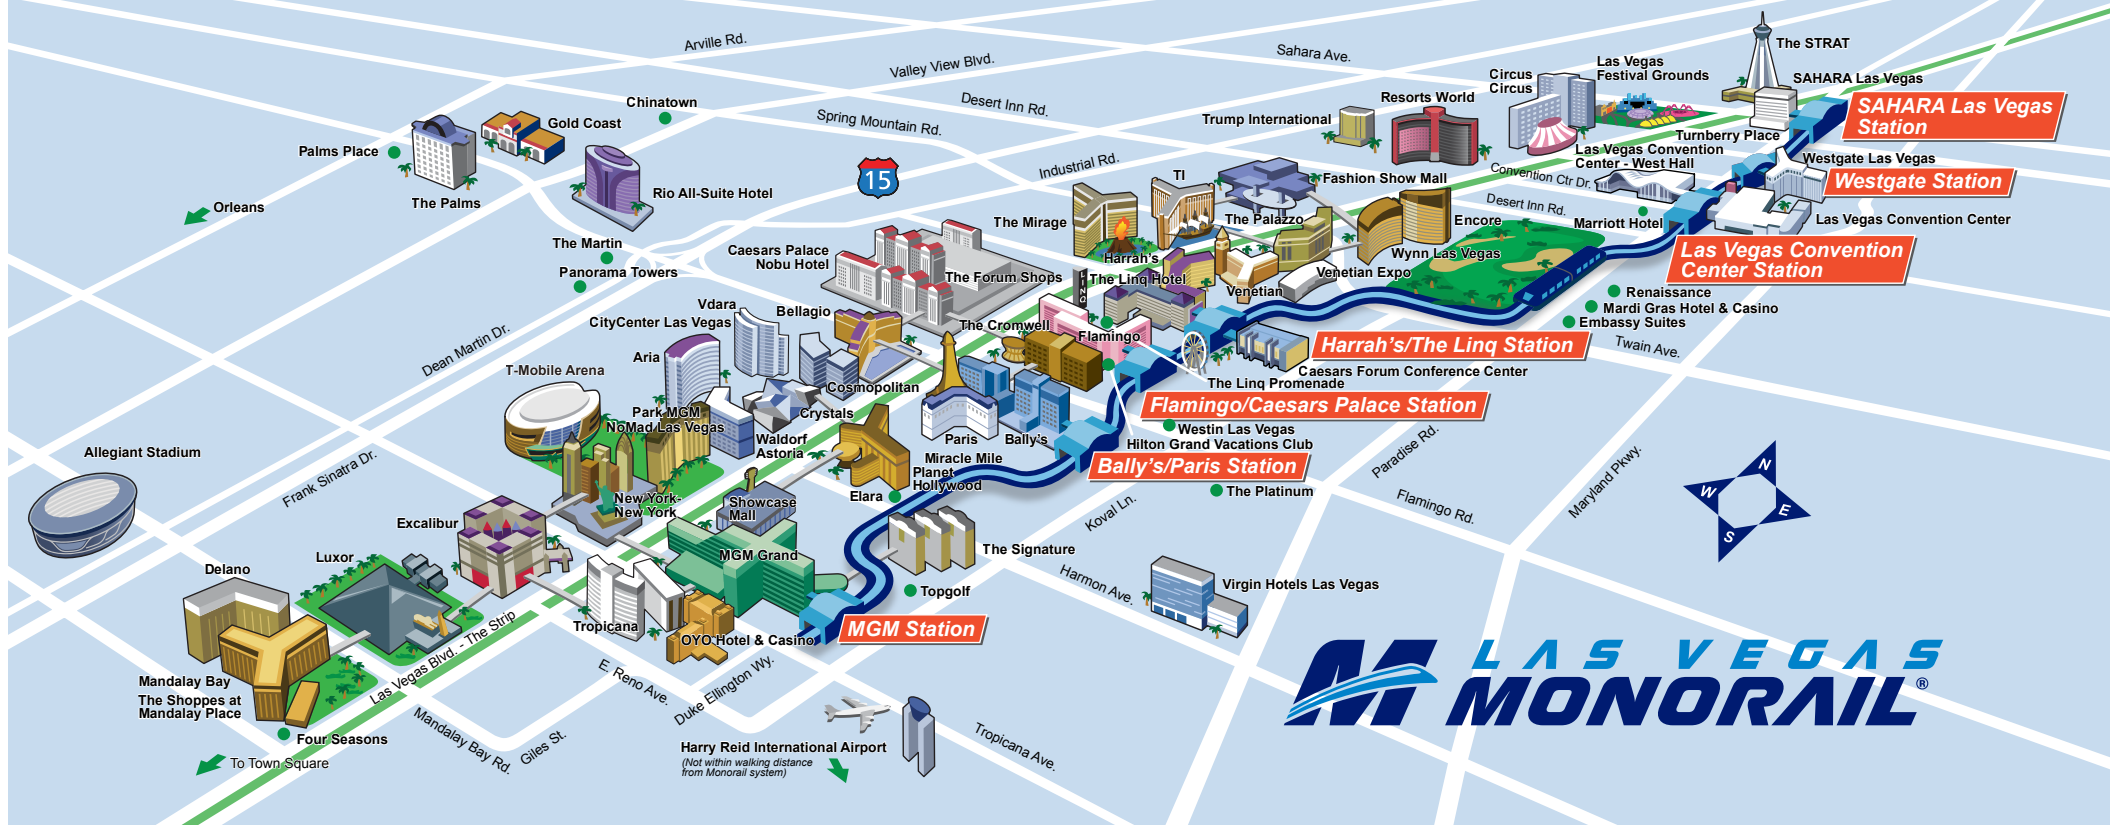 Arville Rd.
Valley View Blvd.
Sahara Ave.
Desert Inn Rd.
Spring Mountain Rd.
Industrial Rd.
The STRAT
SAHARA Las Vegas
SAHARA Las Vegas
Station
Las Vegas
Festival Grounds
Circus
Circus
Resorts World
Trump International
Turnberry Place
Las Vegas Convention
Center - West Hall
Westgate Las Vegas
Westgate Station
Convention Ctr Dr.
Desert Inn Rd.
Marriott Hotel
Las Vegas Convention Center
Las Vegas Convention
Center Station
Chinatown
Gold Coast
Palms Place
The Palms
Rio All-Suite Hotel
Orleans
15
The Martin
Panorama Towers
Fashion Show Mall
TI
The Mirage
The Palazzo
Encore
Wynn Las Vegas
Harrah's
Venetian Expo
Venetian
LINQ
The Linq Hotel
Caesars Palace
Nobu Hotel
The Forum Shops
Renaissance
Mardi Gras Hotel & Casino
Embassy Suites
Twain Ave.
Vdara
Bellagio
CityCenter Las Vegas
The Cromwell
Flamingo
Harrah's/The Linq Station
Caesars Forum Conference Center
The Linq Promenade
Dean Martin Dr.
Aria
T-Mobile Arena
Cosmopolitan
Crystals
Park MGM
NoMad Las Vegas
Waldorf
Astoria
Paris
Bally's
Flamingo/Caesars Palace Station
Westin Las Vegas
Hilton Grand Vacations Club
Bally's/Paris Station
The Platinum
Miracle Mile
Planet
Hollywood
Elara
Paradise Rd.
Maryland Pkwy.
Flamingo Rd.
Koval Ln.
N
W
E
S
Allegiant Stadium
Frank Sinatra Dr.
New York-
New York
Showcase
Mall
Excalibur
MGM Grand
The Signature
Topgolf
Harmon Ave.
Virgin Hotels Las Vegas
Luxor
Delano
Tropicana
OYO Hotel & Casino
MGM Station
Las Vegas Blvd. - The Strip
Mandalay Bay
The Shoppes at
Mandalay Place
Four Seasons
To Town Square
Mandalay Bay Rd.
Giles St.
E. Reno Ave.
Duke Ellington Wy.
Harry Reid International Airport
(Not within walking distance
from Monorail system)
Tropicana Ave.
M LAS VEGAS
MONORAIL®